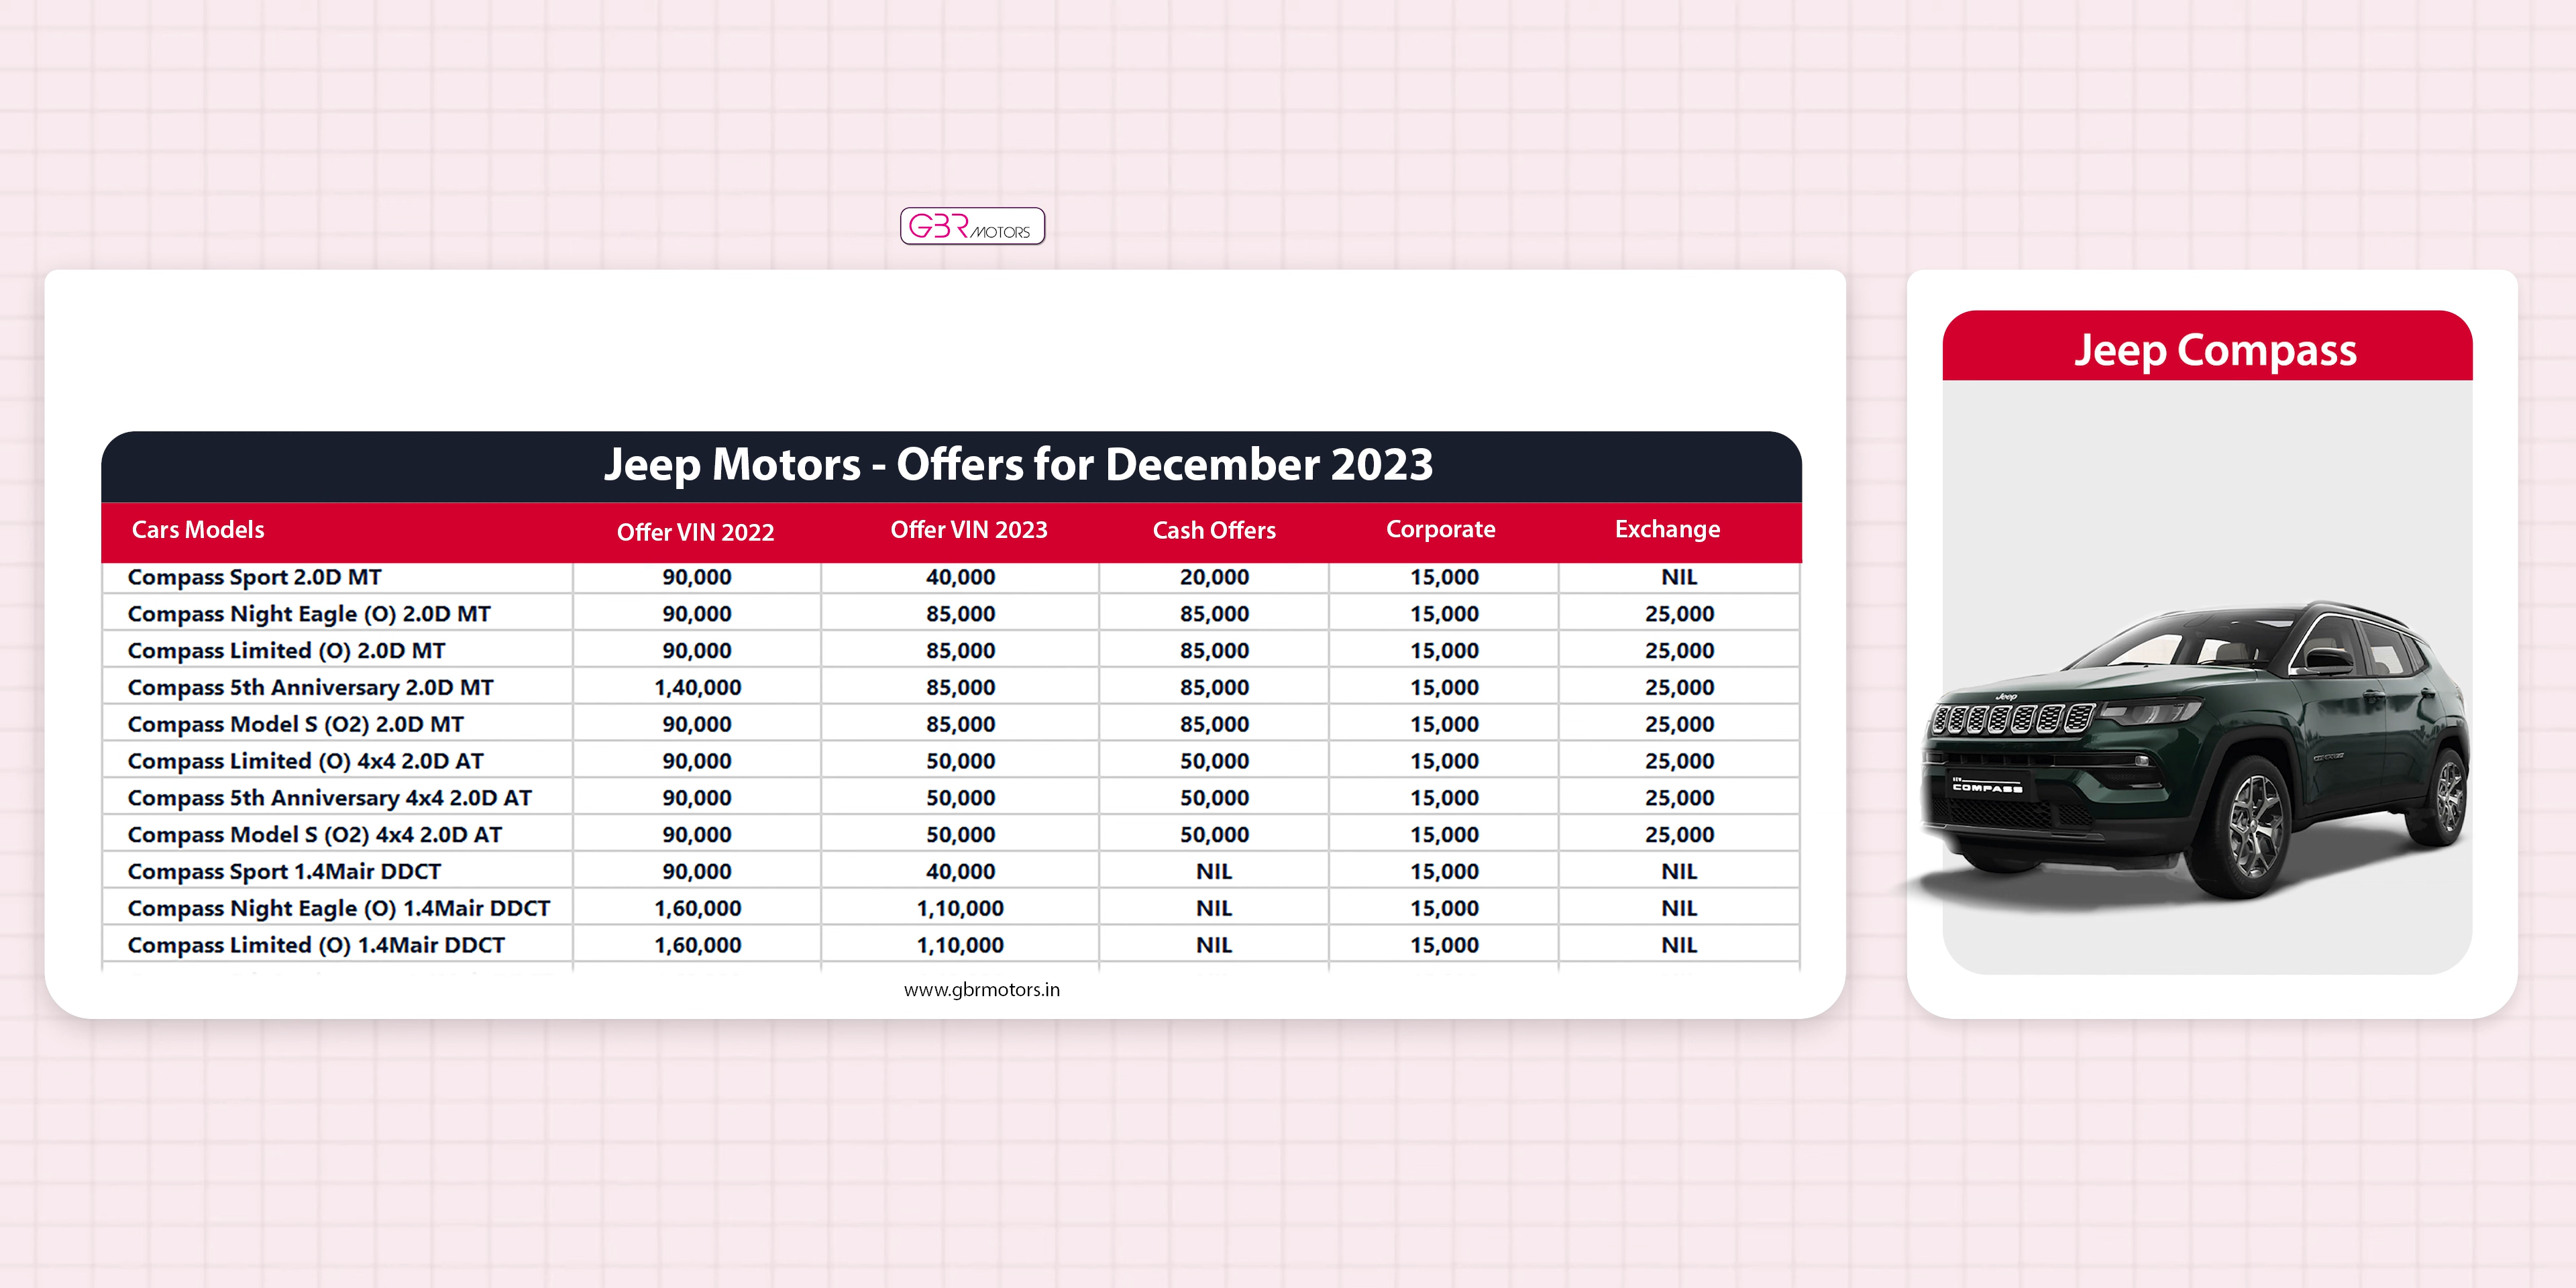 GBR MOTORS
Jeep Motors - Offers for December 2023
Cars Models Offer VIN 2022 Offer VIN 2023 Cash Offers Corporate Exchange
Compass Sport 2.0D MT 90,000 40,000 20,000 15,000 NIL
Compass Night Eagle (O) 2.0D MT 90,000 85,000 85,000 15,000 25,000
Compass Limited (O) 2.0D MT 90,000 85,000 85,000 15,000 25,000
Compass 5th Anniversary 2.0D MT 1,40,000 85,000 85,000 15,000 25,000
Compass Model S (O2) 2.0D MT 90,000 85,000 85,000 15,000 25,000
Compass Limited (O) 4x4 2.0D AT 90,000 50,000 50,000 15,000 25,000
Compass 5th Anniversary 4x4 2.0D AT 90,000 50,000 50,000 15,000 25,000
Compass Model S (O2) 4x4 2.0D AT 90,000 50,000 50,000 15,000 25,000
Compass Sport 1.4Mair DDCT 90,000 40,000 NIL 15,000 NIL
Compass Night Eagle (O) 1.4Mair DDCT 1,60,000 1,10,000 NIL 15,000 NIL
Compass Limited (O) 1.4Mair DDCT 1,60,000 1,10,000 NIL 15,000 NIL
www.gbrmotors.in
Jeep Compass
Jeep
NEW
COMPASS